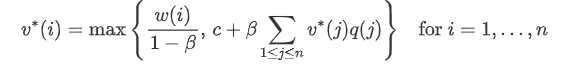 v*(i) = max { w(i) / (1 − β), c + β ∑_{1≤j≤n} v*(j)q(j) } for i = 1, …, n